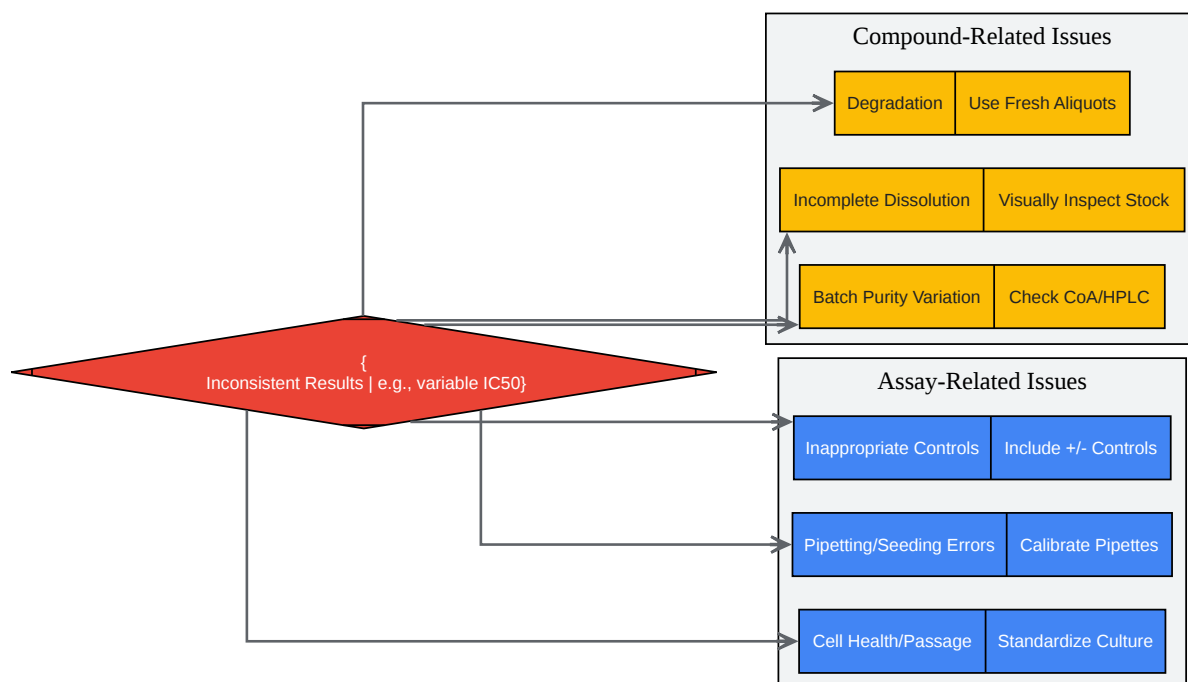 Compound-Related Issues
Degradation
Use Fresh Aliquots
Incomplete Dissolution
Visually Inspect Stock
Batch Purity Variation
Check CoA/HPLC
{
Inconsistent Results | e.g., variable IC50}
Assay-Related Issues
Inappropriate Controls
Include +/- Controls
Pipetting/Seeding Errors
Calibrate Pipettes
Cell Health/Passage
Standardize Culture